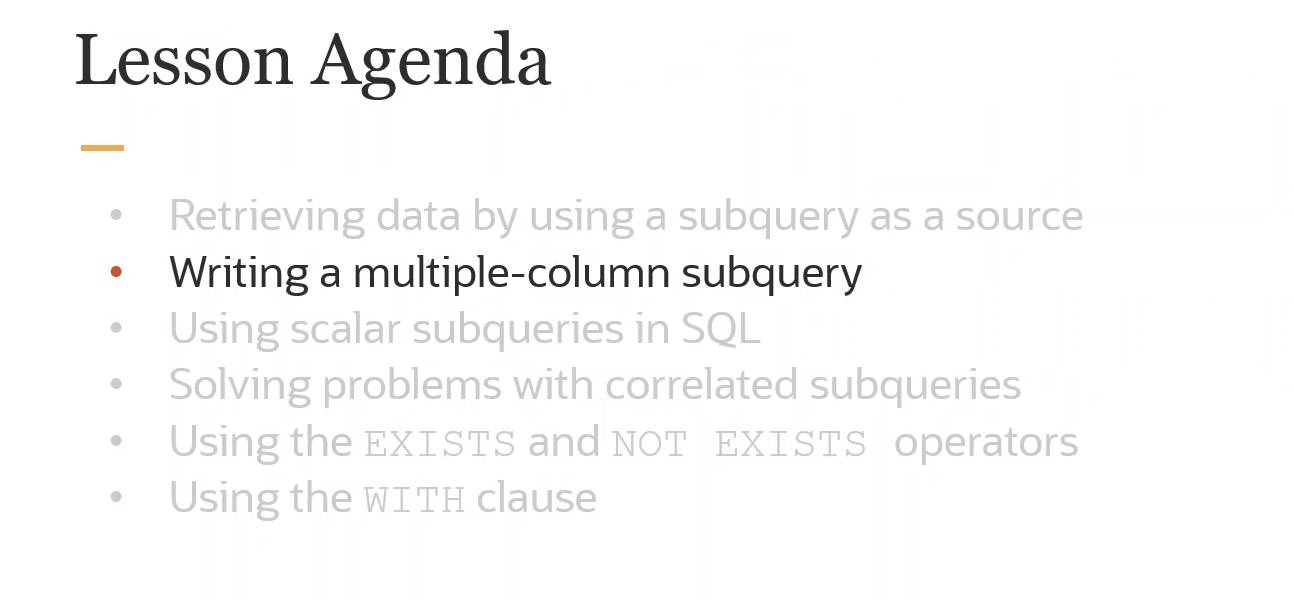 Lesson Agenda
• Retrieving data by using a subquery as a source
• Writing a multiple-column subquery
• Using scalar subqueries in SQL
• Solving problems with correlated subqueries
• Using the EXISTS and NOT EXISTS operators
• Using the WITH clause